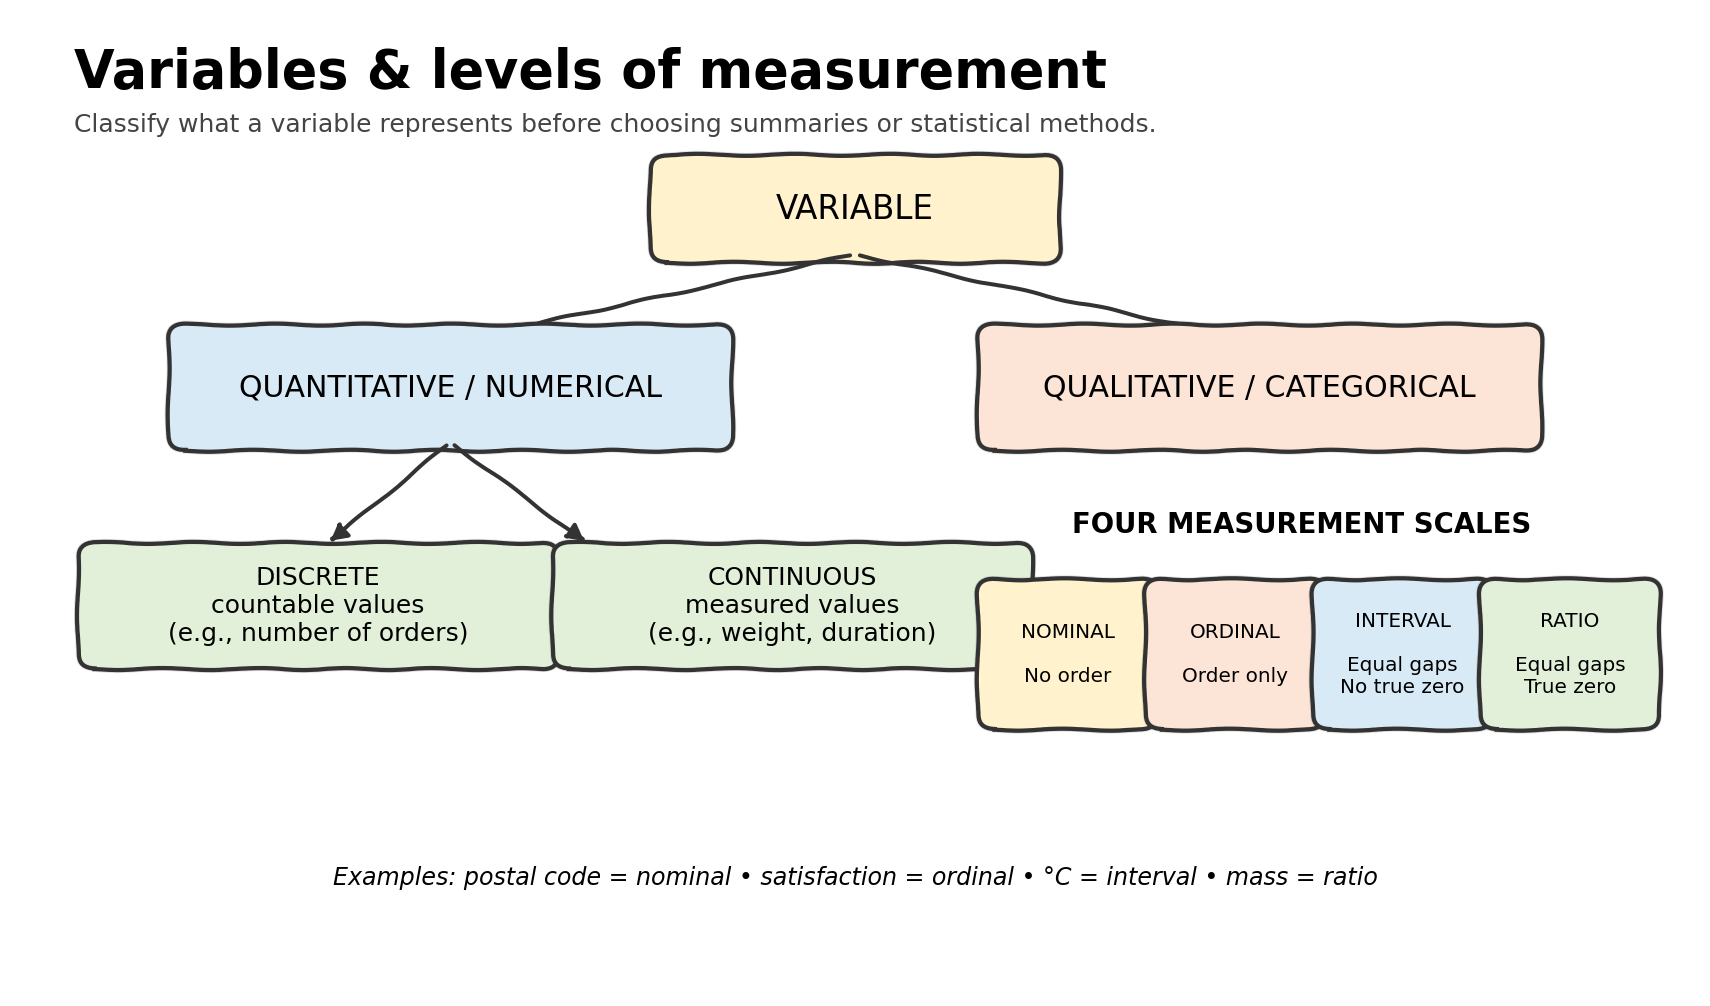 Variables & levels of measurement
Classify what a variable represents before choosing summaries or statistical methods.
VARIABLE
QUANTITATIVE / NUMERICAL
QUALITATIVE / CATEGORICAL
DISCRETE
countable values
(e.g., number of orders)
CONTINUOUS
measured values
(e.g., weight, duration)
FOUR MEASUREMENT SCALES
NOMINAL
No order
ORDINAL
Order only
INTERVAL
Equal gaps
No true zero
RATIO
Equal gaps
True zero
Examples: postal code = nominal • satisfaction = ordinal • °C = interval • mass = ratio